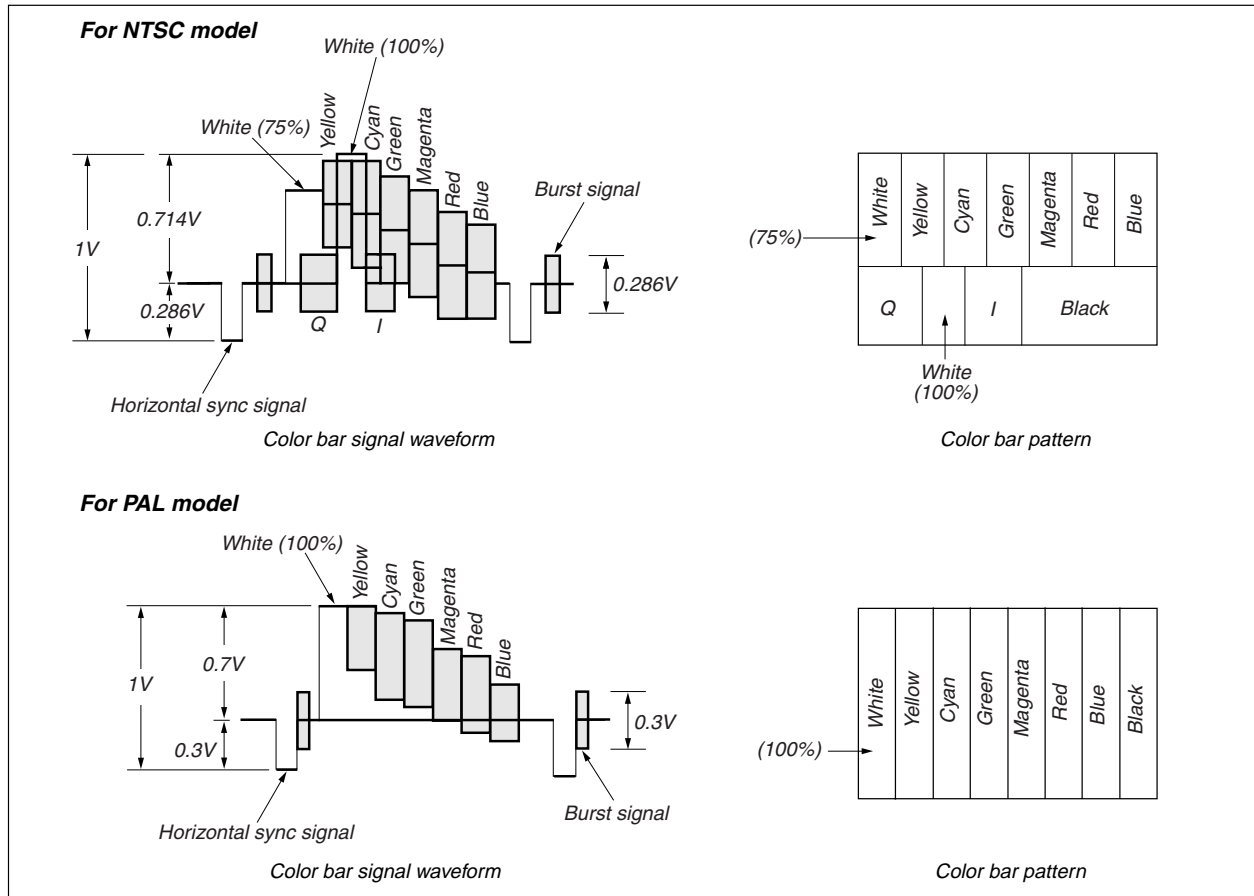 For NTSC model
White (100%)
White (75%)
Yellow
Cyan
Green
Magenta
Red
Blue
Burst signal
1V
0.714V
0.286V
0.286V
Q
I
Horizontal sync signal
Color bar signal waveform
(75%)
White
Yellow
Cyan
Green
Magenta
Red
Blue
Q
I
Black
White
(100%)
Color bar pattern
For PAL model
White (100%)
Yellow
Cyan
Green
Magenta
Red
Blue
1V
0.7V
0.3V
0.3V
Burst signal
Horizontal sync signal
Color bar signal waveform
(100%)
White
Yellow
Cyan
Green
Magenta
Red
Blue
Black
Color bar pattern